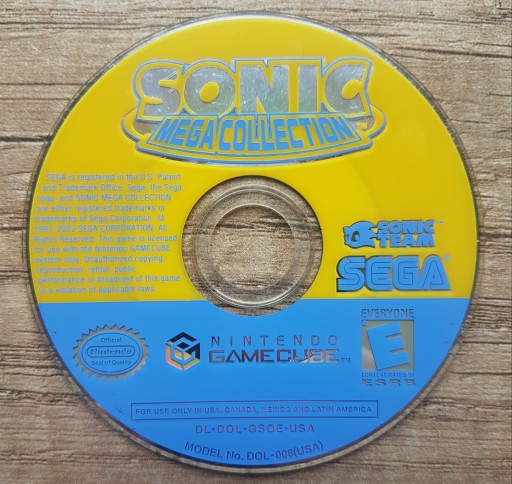 SONIC
MEGA COLLECTION
SEGA is registered in the U.S. Patent
and Trademark Office. Sega, the Sega
logo, and SONIC MEGA COLLECTION
are either registered trademarks or
trademarks of Sega Corporation. ©
1991, 2002 SEGA CORPORATION. All
Rights Reserved. This game is licensed
for use with the Nintendo GAMECUBE
system only. Unauthorized copying,
reproduction, rental, public
performance or broadcast of this game
is a violation of applicable laws.
SONIC
TEAM™
SEGA®
Official
Nintendo
Seal of Quality
NINTENDO
GAMECUBE™
EVERYONE
E
CONTENT RATED BY
ESRB
FOR USE ONLY IN USA, CANADA, MEXICO AND LATIN AMERICA
DL-DOL-GSOE-USA
MODEL No. DOL-006(USA)